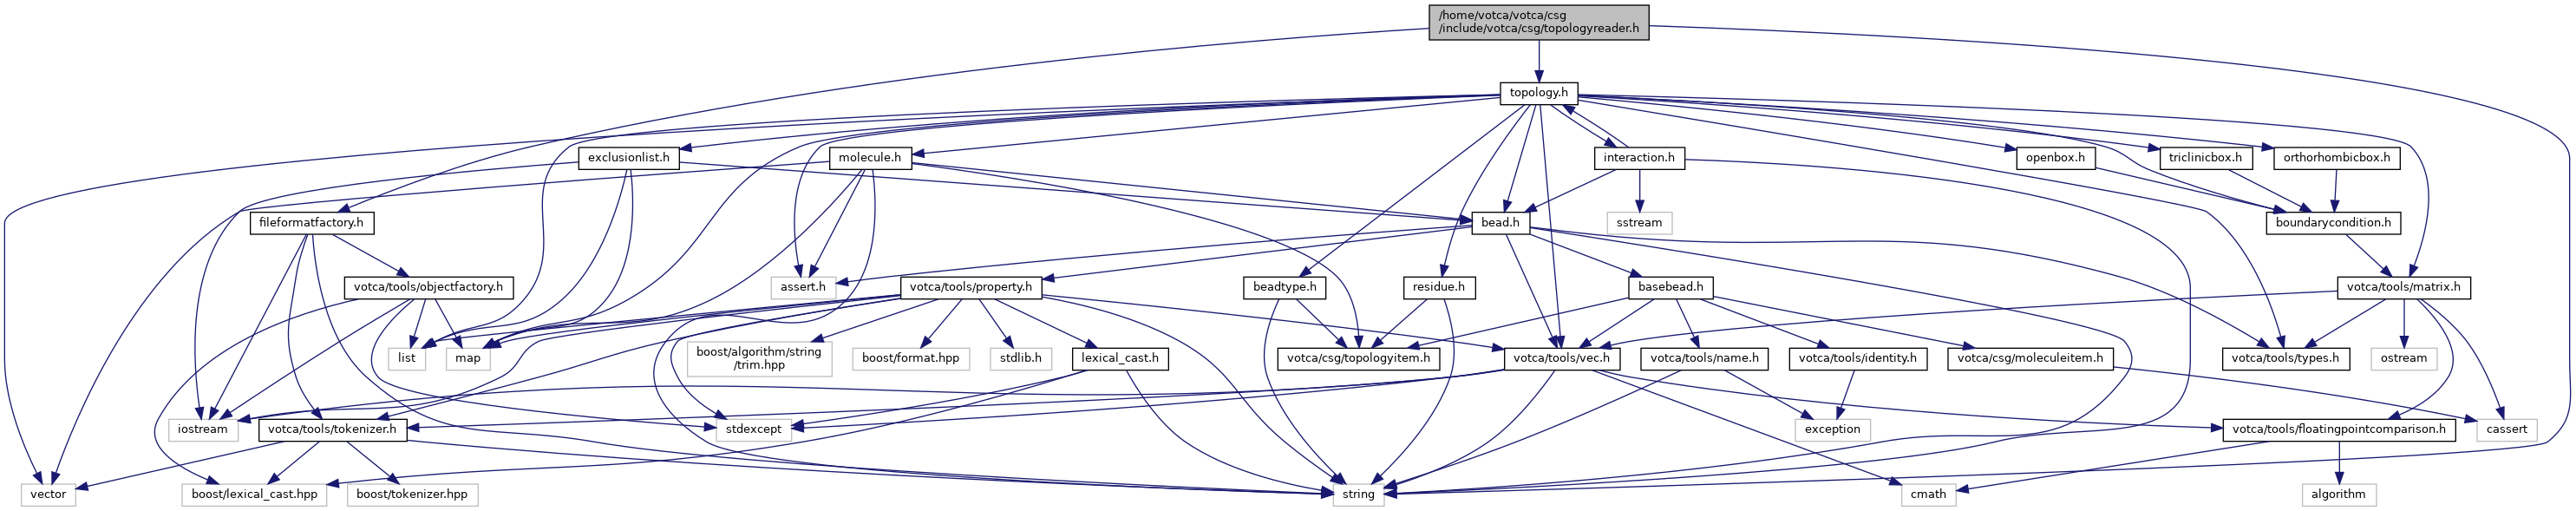 /home/votca/votca/csg
/include/votca/csg/topologyreader.h
topology.h
exclusionlist.h
molecule.h
interaction.h
openbox.h
triclinicbox.h
orthorhombicbox.h
fileformatfactory.h
bead.h
sstream
boundarycondition.h
votca/tools/objectfactory.h
assert.h
votca/tools/property.h
beadtype.h
residue.h
basebead.h
votca/tools/matrix.h
list
map
boost/algorithm/string
/trim.hpp
boost/format.hpp
stdlib.h
lexical_cast.h
votca/csg/topologyitem.h
votca/tools/vec.h
votca/tools/name.h
votca/tools/identity.h
votca/csg/moleculeitem.h
votca/tools/types.h
ostream
iostream
votca/tools/tokenizer.h
stdexcept
exception
votca/tools/floatingpointcomparison.h
cassert
vector
boost/lexical_cast.hpp
boost/tokenizer.hpp
string
cmath
algorithm